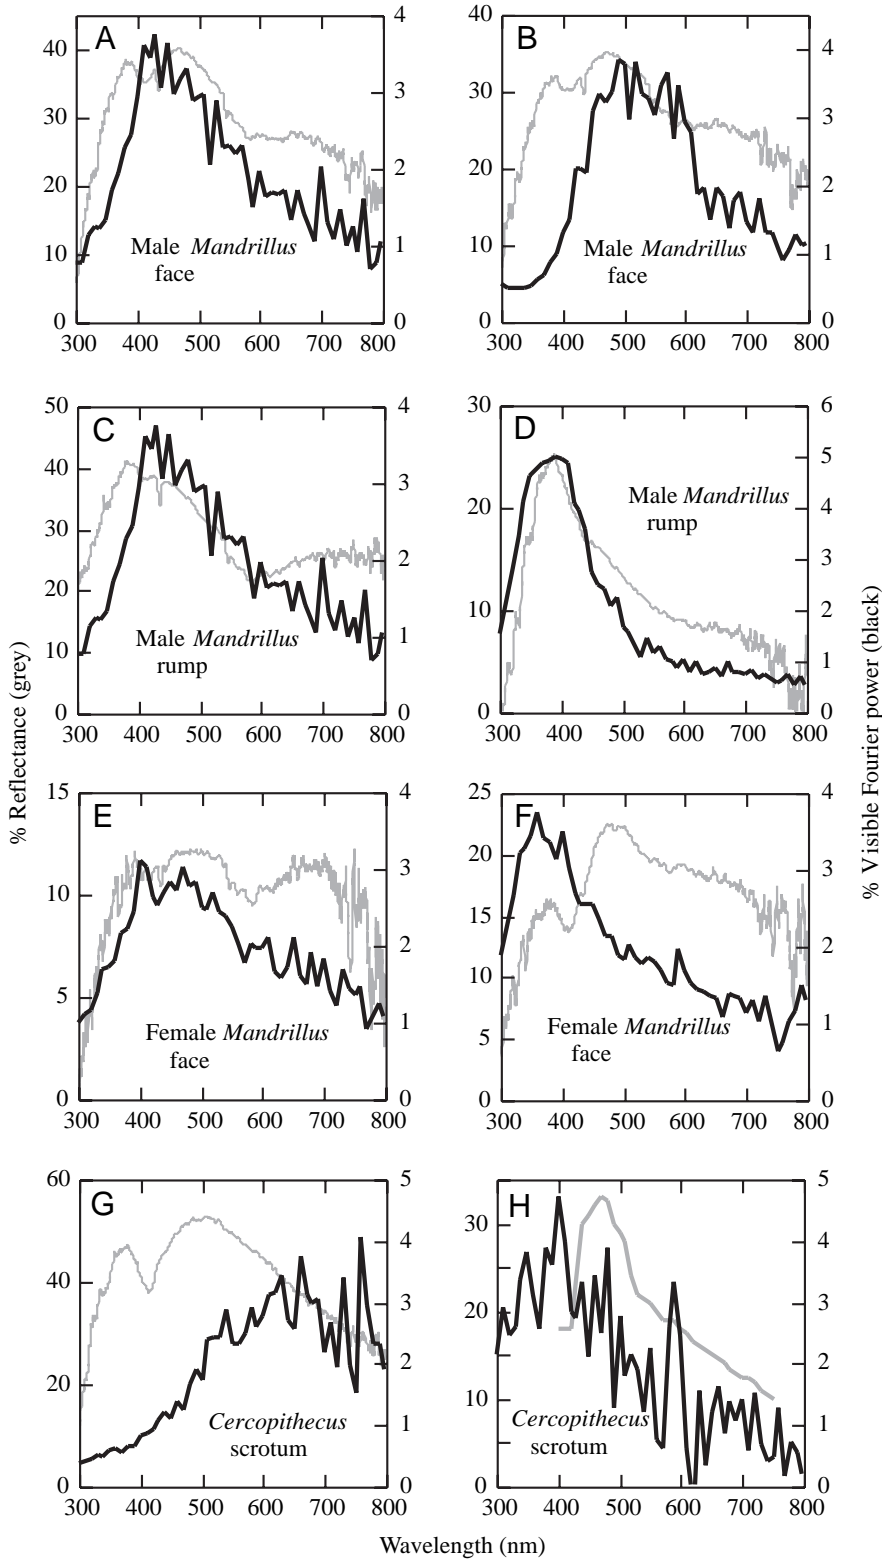 A
B
4
40
40
4
3
30
30
3
2
20
20
2
1
10
10
1
Male Mandrillus
face
Male Mandrillus
face
0
0
0
0
300 400 500 600 700 800
300 400 500 600 700 800
C
D
50
4
30
6
40
3
5
Male Mandrillus
rump
20
4
30
2
3
20
10
2
10
1
1
Male Mandrillus
rump
0
0
0
0
300 400 500 600 700 800
300 400 500 600 700 800
% Reflectance (grey)
% Visible Fourier power (black)
E
F
15
4
25
4
20
3
3
10
15
2
2
10
5
1
5
1
Female Mandrillus
face
Female Mandrillus
face
0
0
0
0
300 400 500 600 700 800
300 400 500 600 700 800
G
H
60
5
5
30
4
4
40
3
20
3
2
2
20
10
1
1
Cercopithecus
scrotum
Cercopithecus
scrotum
0
0
0
0
300 400 500 600 700 800
300 400 500 600 700 800
Wavelength (nm)